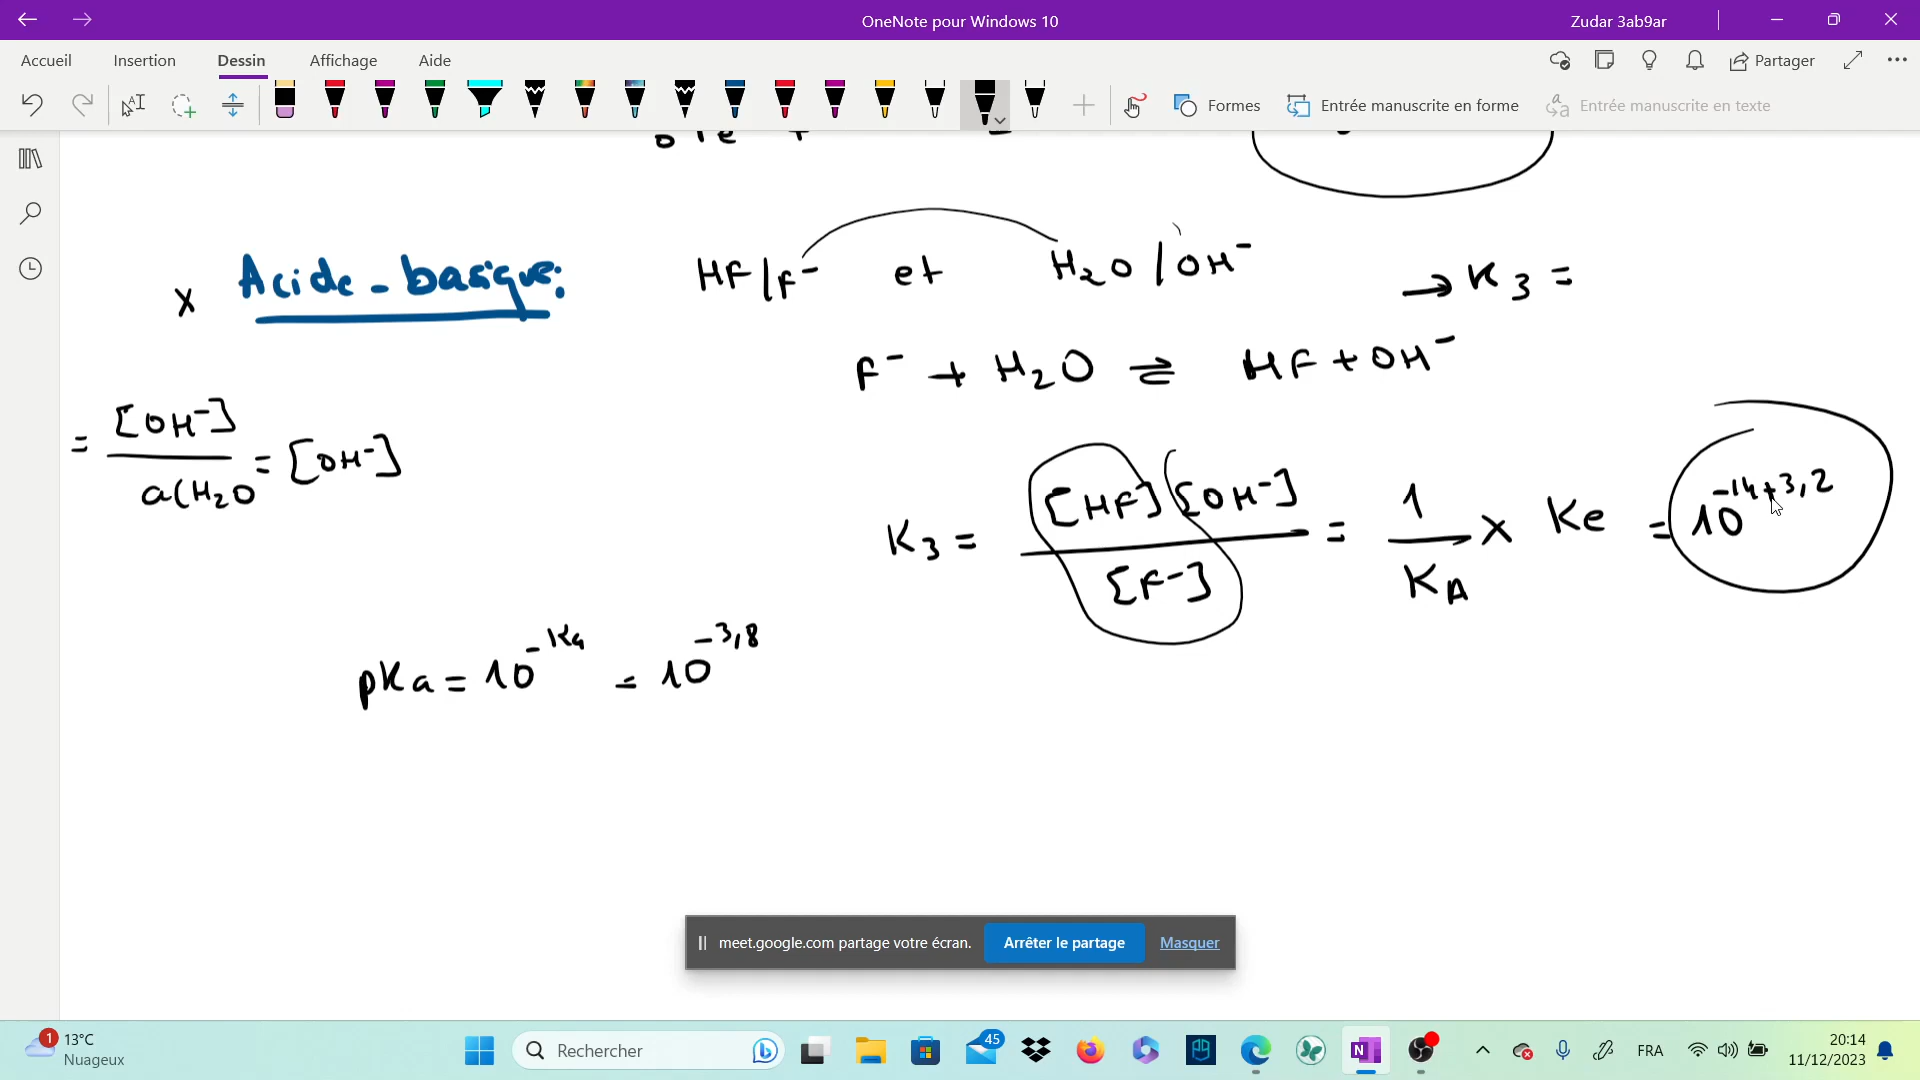 OneNote pour Windows 10
Zudar 3ab9ar
Accueil Insertion Dessin Affichage Aide
Partager
Formes Entrée manuscrite en forme Entrée manuscrite en texte
x Acide-basique: HF/F⁻ et H₂O/OH⁻ → K₃ =
F⁻ + H₂O ⇌ HF + OH⁻
= [OH⁻] / a(H₂O = [OH⁻]
K₃ = [HF][OH⁻] / [F⁻] = 1/K_A × Ke = 10^(-14+3,2)
pKa = 10^(-Ka) = 10^(-3,8)
meet.google.com partage votre écran. Arrêter le partage Masquer
1 13°C
Nuageux
Rechercher
45
FRA
20:14
11/12/2023